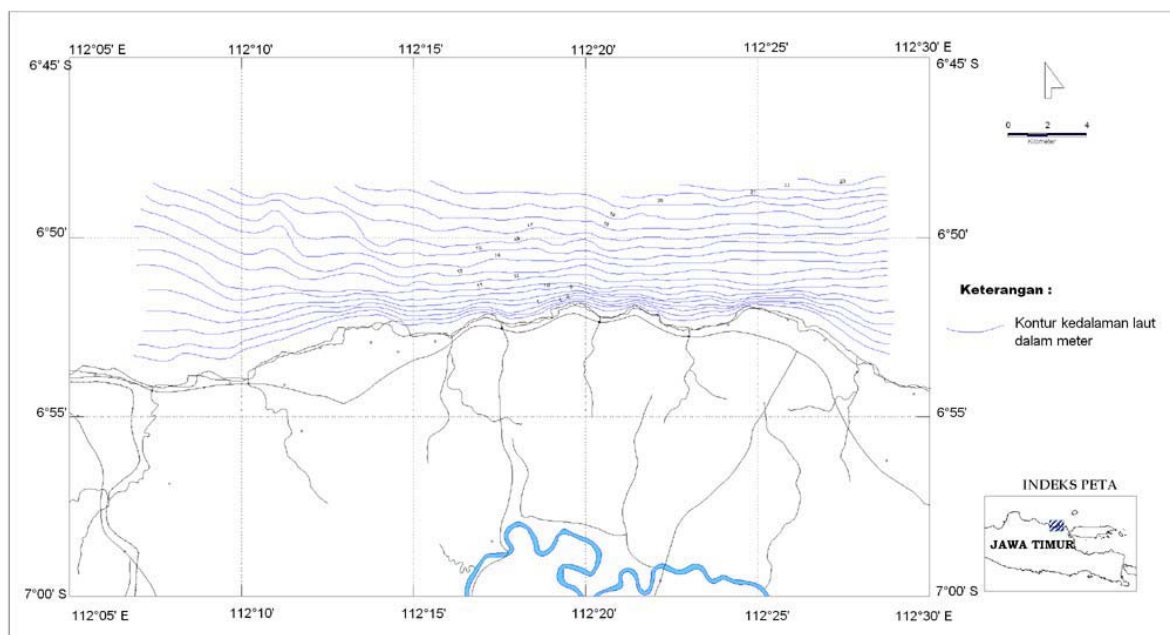 112°05' E 112°10' 112°15' 112°20' 112°25' 112°30' E
6°45' S 6°45' S
0 2 4
Kilometer
6°50' 6°50'
Keterangan :
Kontur kedalaman laut
dalam meter
6°55' 6°55'
INDEKS PETA
JAWA TIMUR
7°00' S 7°00' S
112°05' E 112°10' 112°15' 112°20' 112°25' 112°30' E